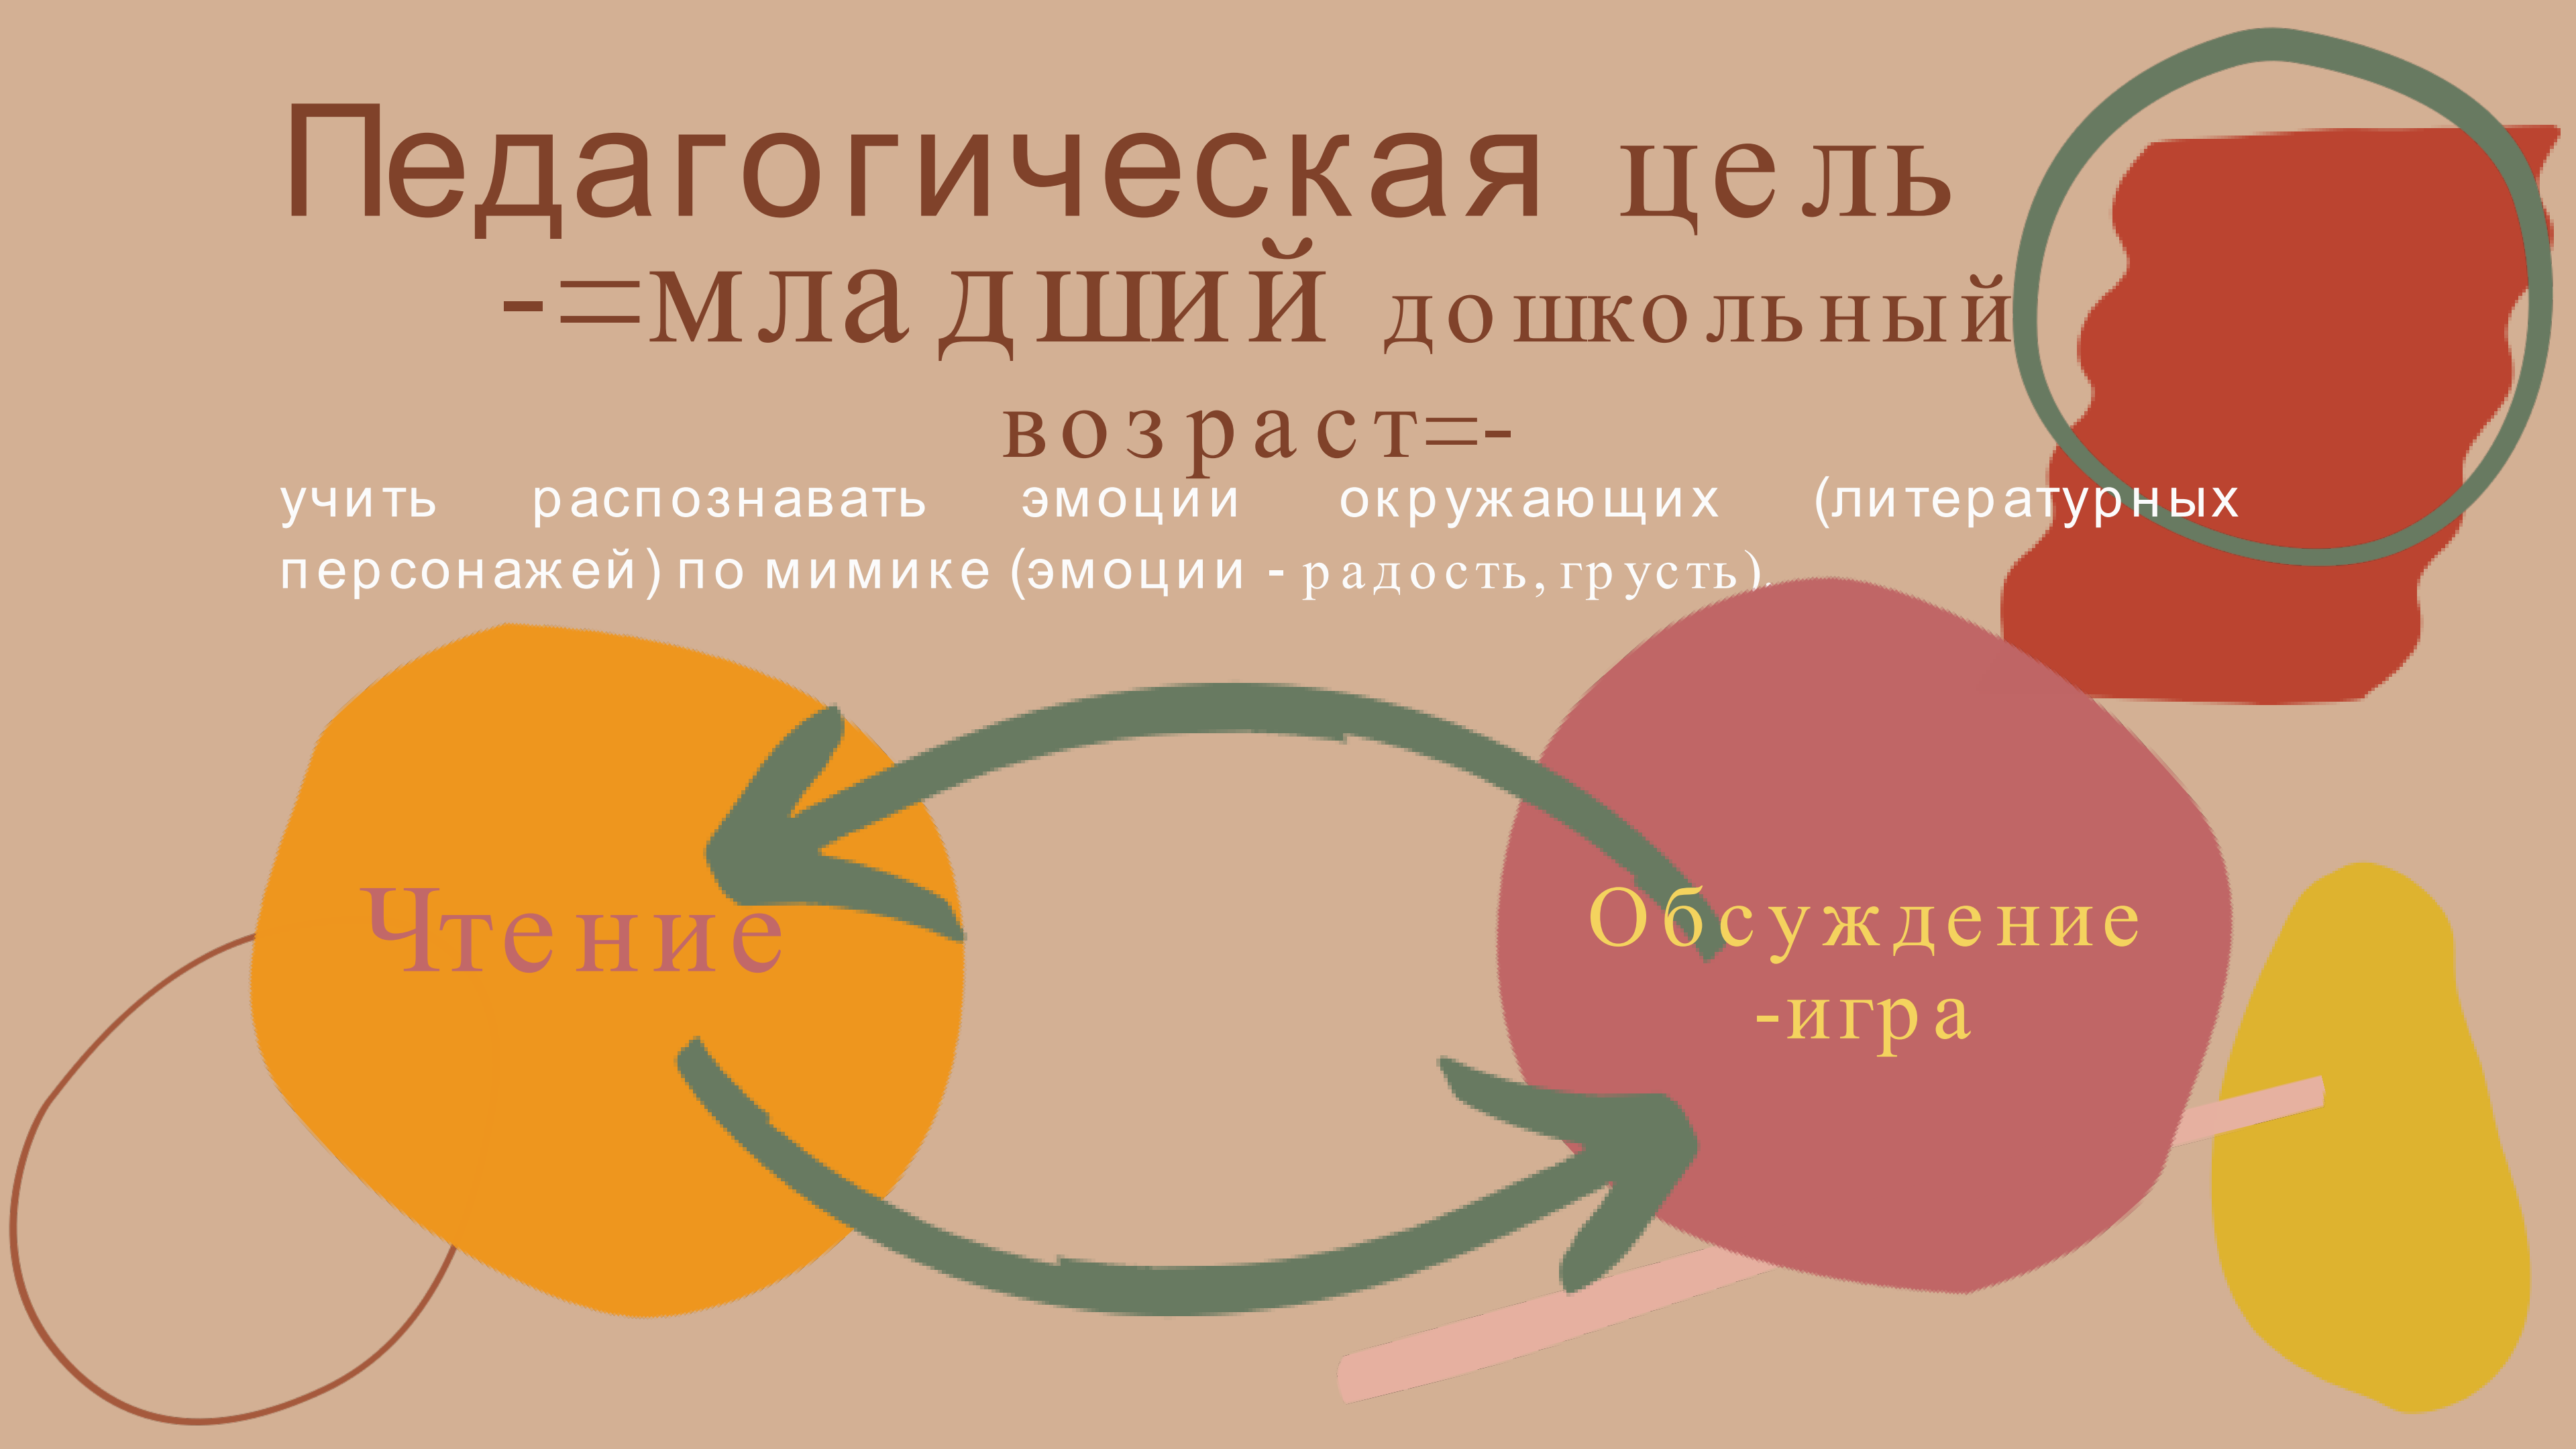 Педагогическая цель
-=младший дошкольный
возраст=-
учить распознавать эмоции окружающих (литературных
персонажей) по мимике (эмоции - радость, грусть).
Чтение
Обсуждение
-игра